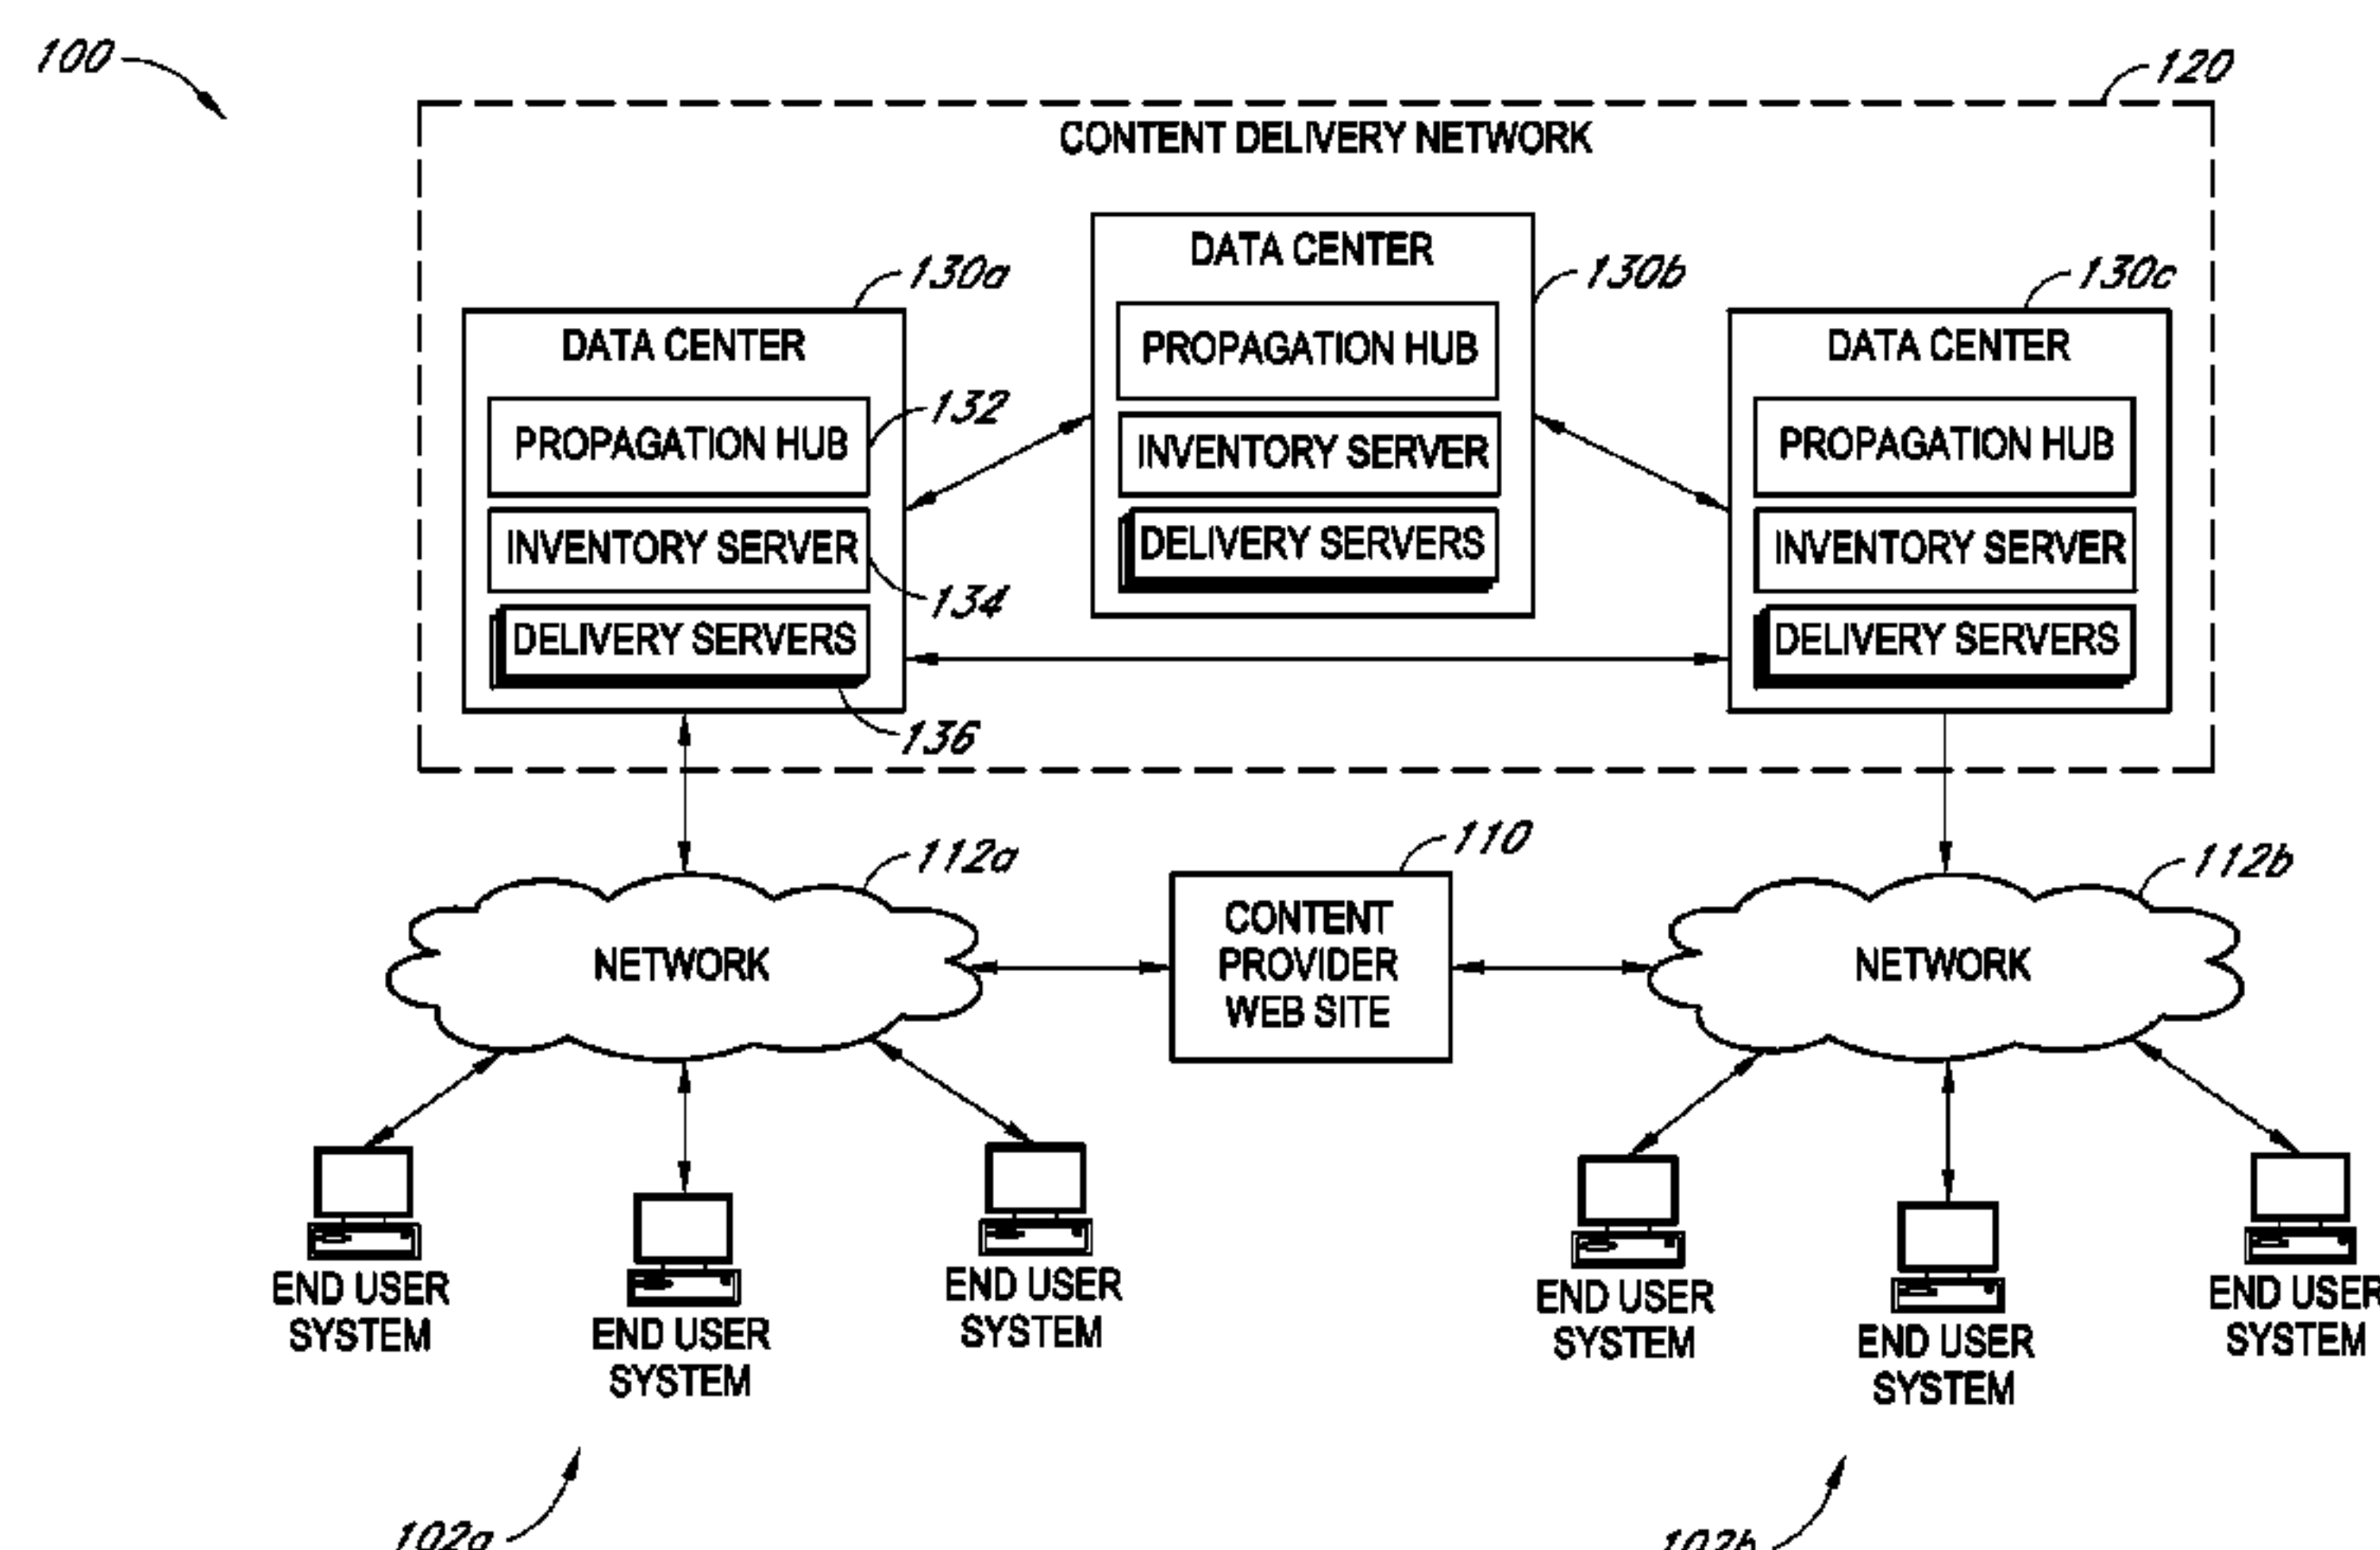 100
120
CONTENT DELIVERY NETWORK
DATA CENTER
130a
130b
130c
DATA CENTER
PROPAGATION HUB
DATA CENTER
PROPAGATION HUB
132
INVENTORY SERVER
PROPAGATION HUB
INVENTORY SERVER
134
DELIVERY SERVERS
INVENTORY SERVER
DELIVERY SERVERS
136
DELIVERY SERVERS
112a
110
112b
NETWORK
CONTENT
PROVIDER
WEB SITE
NETWORK
END USER
SYSTEM
END USER
SYSTEM
END USER
SYSTEM
END USER
SYSTEM
END USER
SYSTEM
END USER
SYSTEM
102a
102b